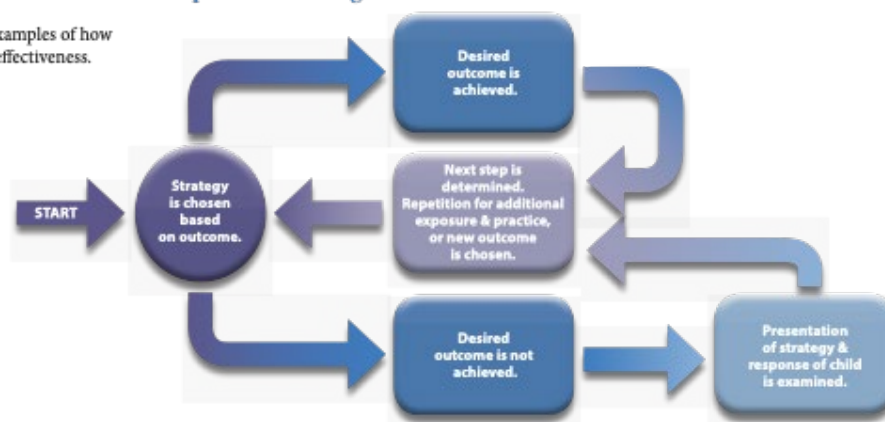 examples of how
effectiveness.
START
Strategy
is chosen
based
on outcome.
Desired
outcome is
achieved.
Next step is
determined.
Repetition for additional
exposure & practice,
or new outcome
is chosen.
Desired
outcome is not
achieved.
Presentation
of strategy &
response of child
is examined.